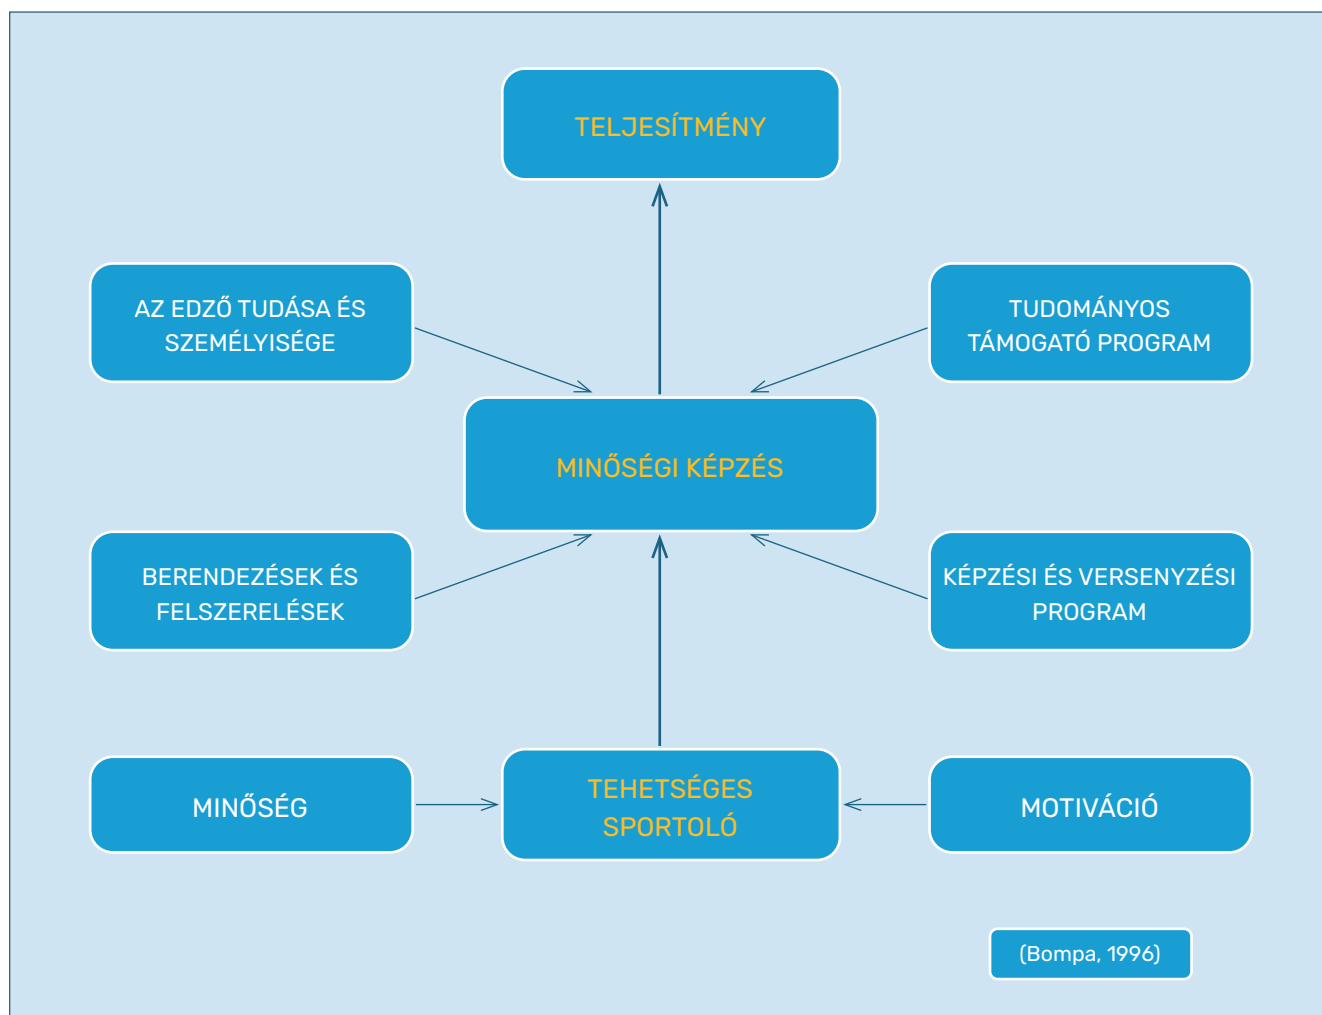 TELJESÍTMÉNY
AZ EDZŐ TUDÁSA ÉS
SZEMÉLYISÉGE
TUDOMÁNYOS
TÁMOGATÓ PROGRAM
MINŐSÉGI KÉPZÉS
BERENDEZÉSEK ÉS
FELSZERELÉSEK
KÉPZÉSI ÉS VERSENYZÉSI
PROGRAM
MINŐSÉG
TEHETSÉGES
SPORTOLÓ
MOTIVÁCIÓ
(Bompa, 1996)